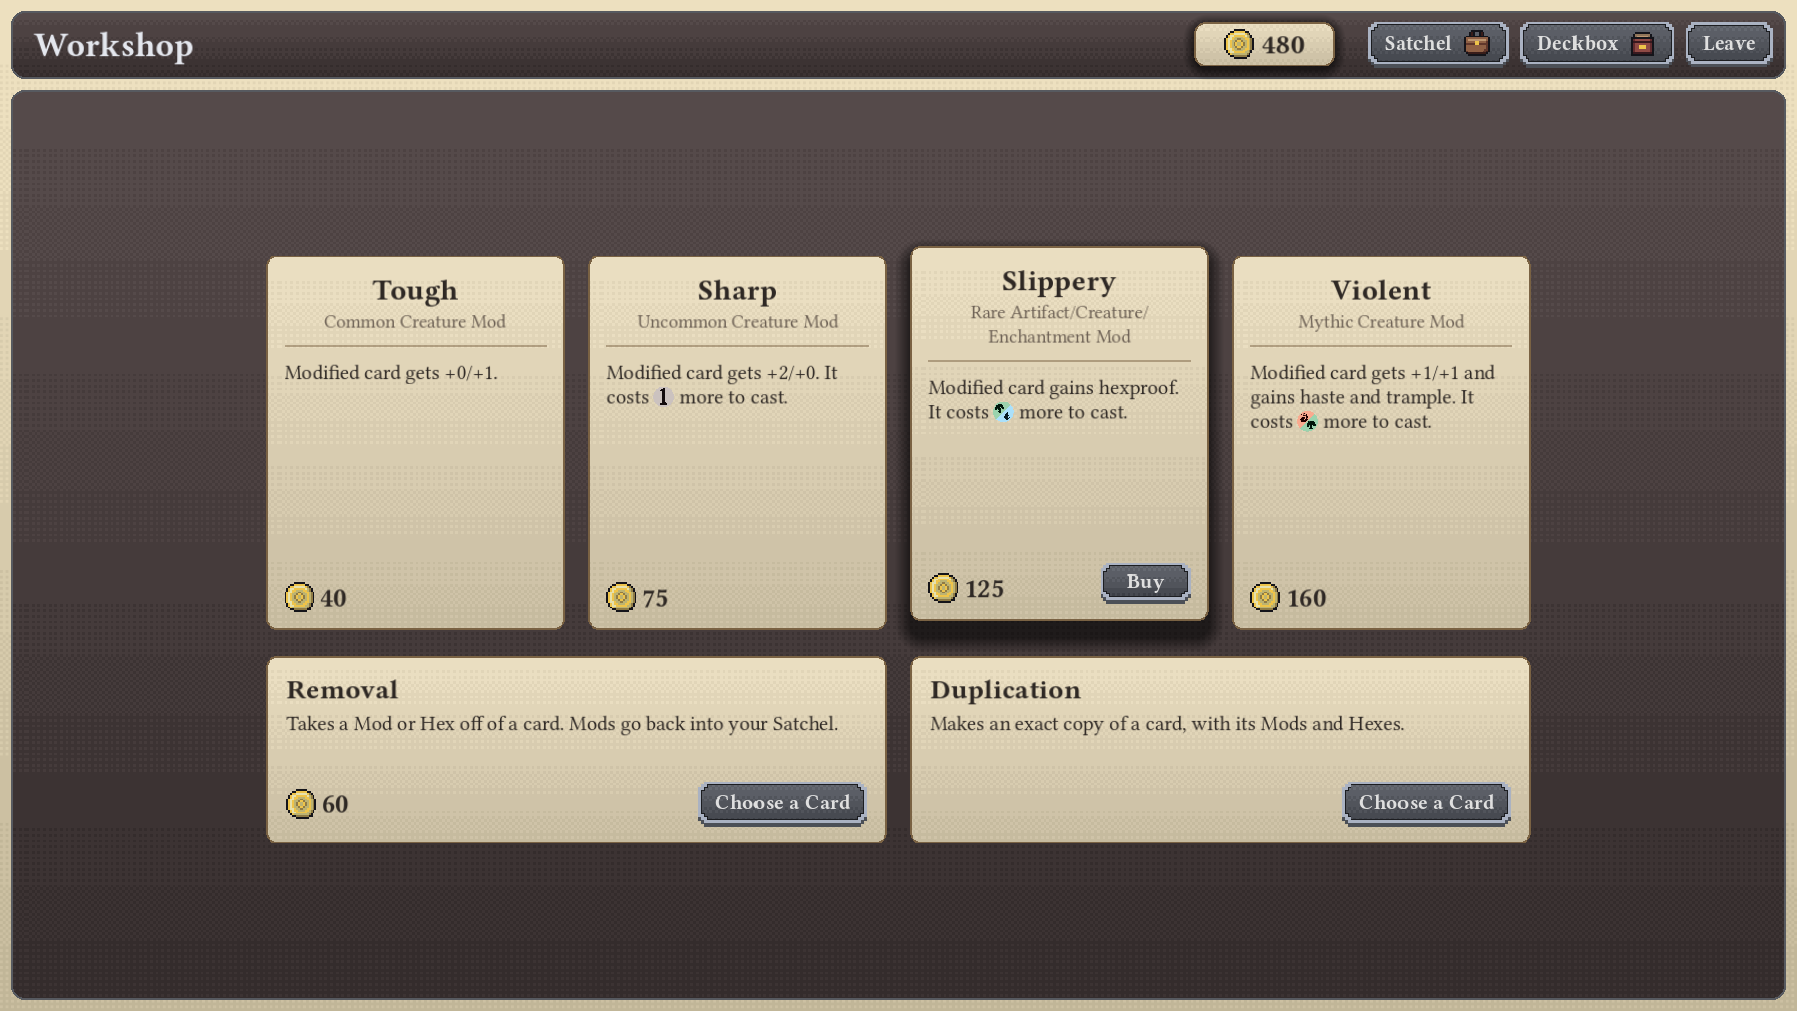 Workshop
480
Satchel
Deckbox
Leave
Tough
Common Creature Mod
Modified card gets +0/+1.
40
Sharp
Uncommon Creature Mod
Modified card gets +2/+0. It
costs 1 more to cast.
75
Slippery
Rare Artifact/Creature/
Enchantment Mod
Modified card gains hexproof.
It costs more to cast.
125
Buy
Violent
Mythic Creature Mod
Modified card gets +1/+1 and
gains haste and trample. It
costs more to cast.
160
Removal
Takes a Mod or Hex off of a card. Mods go back into your Satchel.
60
Choose a Card
Duplication
Makes an exact copy of a card, with its Mods and Hexes.
Choose a Card